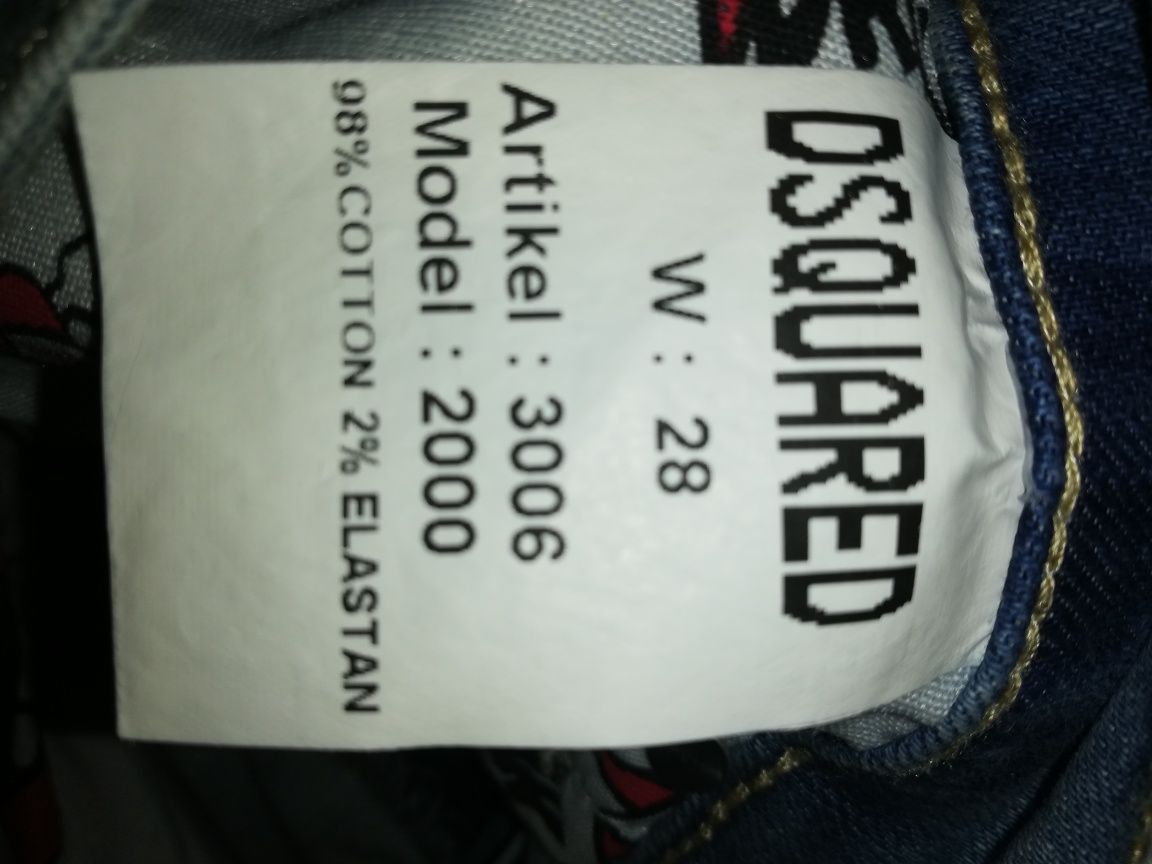 DSQUARED
W : 28
Artikel : 3006
Model : 2000
98%COTTON 2% ELASTAN